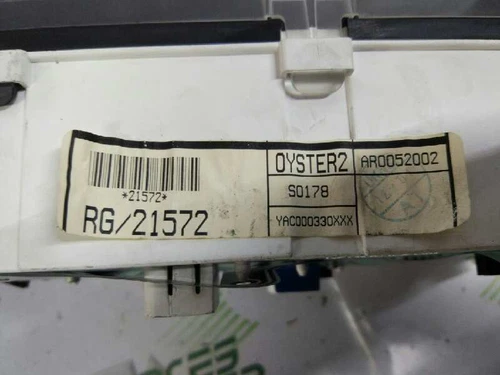 *21572*
RG/21572
OYSTER2
AR0052002
S0178
YAC000330XXX